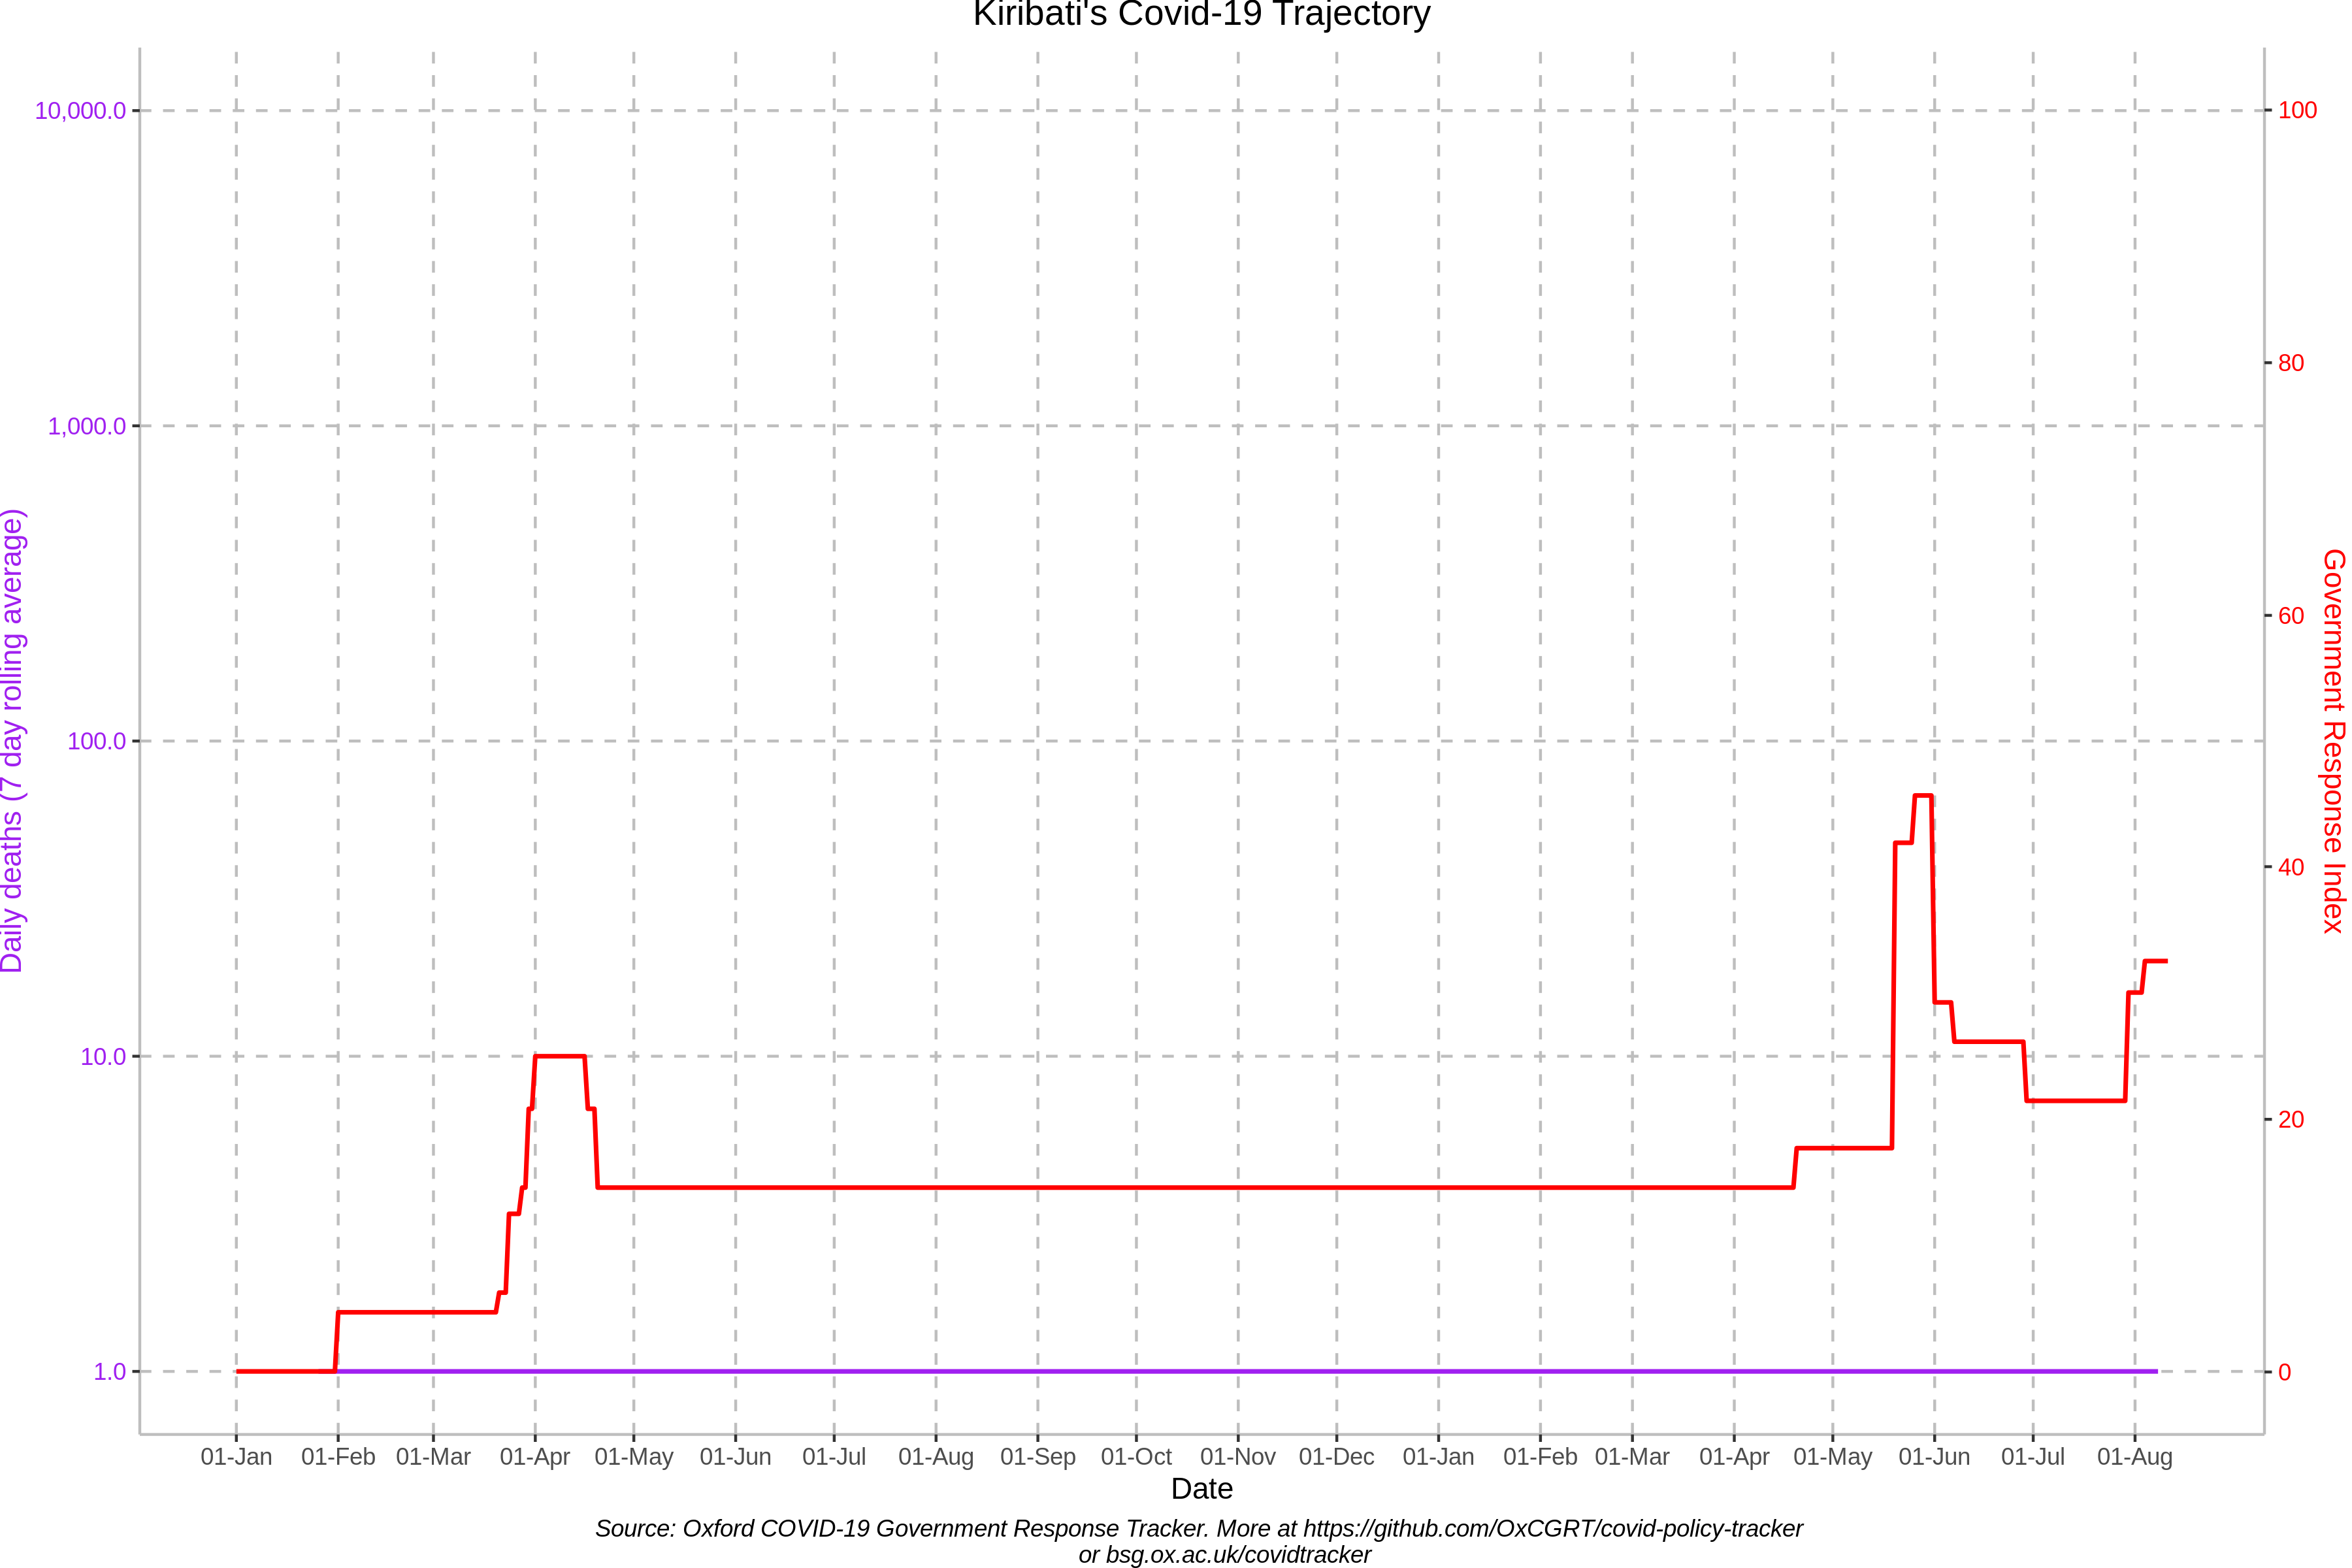 Kiribati's Covid-19 Trajectory
10,000.0
1,000.0
100.0
10.0
1.0
Daily deaths (7 day rolling average)
100
80
60
40
20
0
Government Response Index
01-Jan 01-Feb 01-Mar 01-Apr 01-May 01-Jun 01-Jul 01-Aug 01-Sep 01-Oct 01-Nov 01-Dec 01-Jan 01-Feb 01-Mar 01-Apr 01-May 01-Jun 01-Jul 01-Aug
Date
Source: Oxford COVID-19 Government Response Tracker. More at https://github.com/OxCGRT/covid-policy-tracker
or bsg.ox.ac.uk/covidtracker